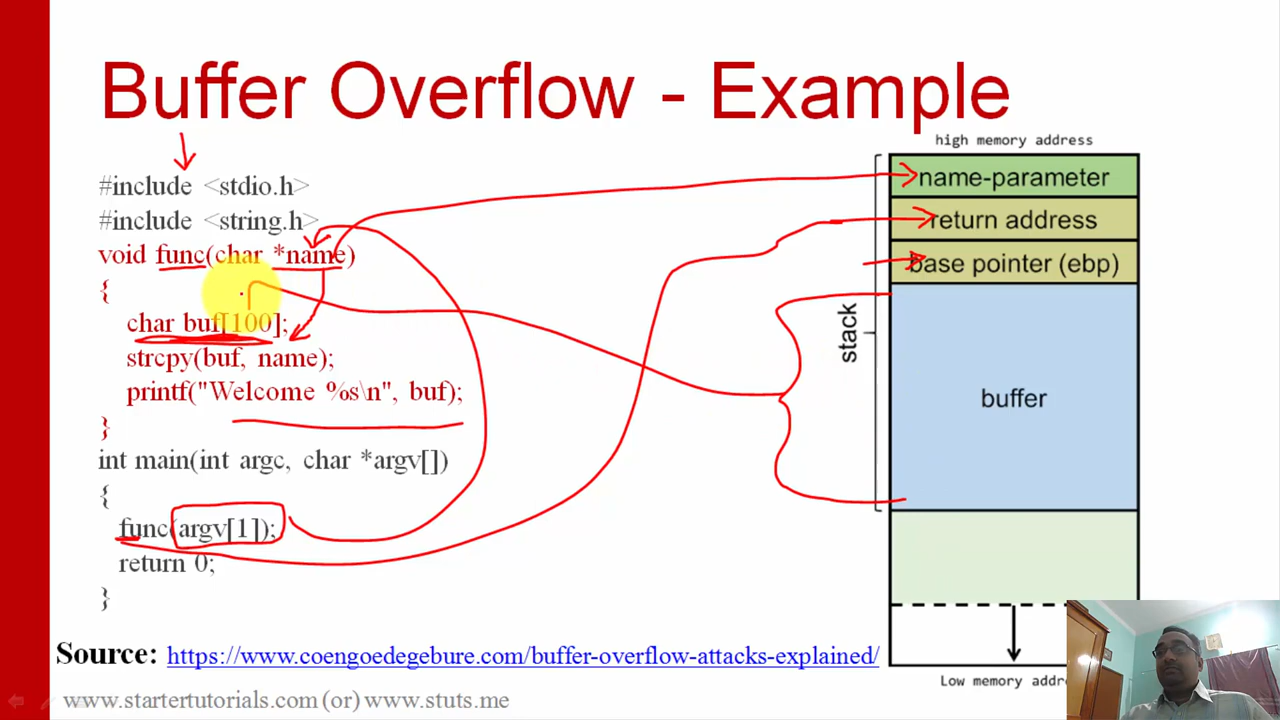 Buffer Overflow - Example
#include <stdio.h>
#include <string.h>
void func(char *name)
{
char buf[100];
strcpy(buf, name);
printf("Welcome %s\n", buf);
}
int main(int argc, char *argv[])
{
func(argv[1]);
return 0;
}
high memory address
name-parameter
return address
base pointer (ebp)
stack
buffer
Low memory addre
Source: https://www.coengoedegebure.com/buffer-overflow-attacks-explained/
www.startertutorials.com (or) www.stuts.me